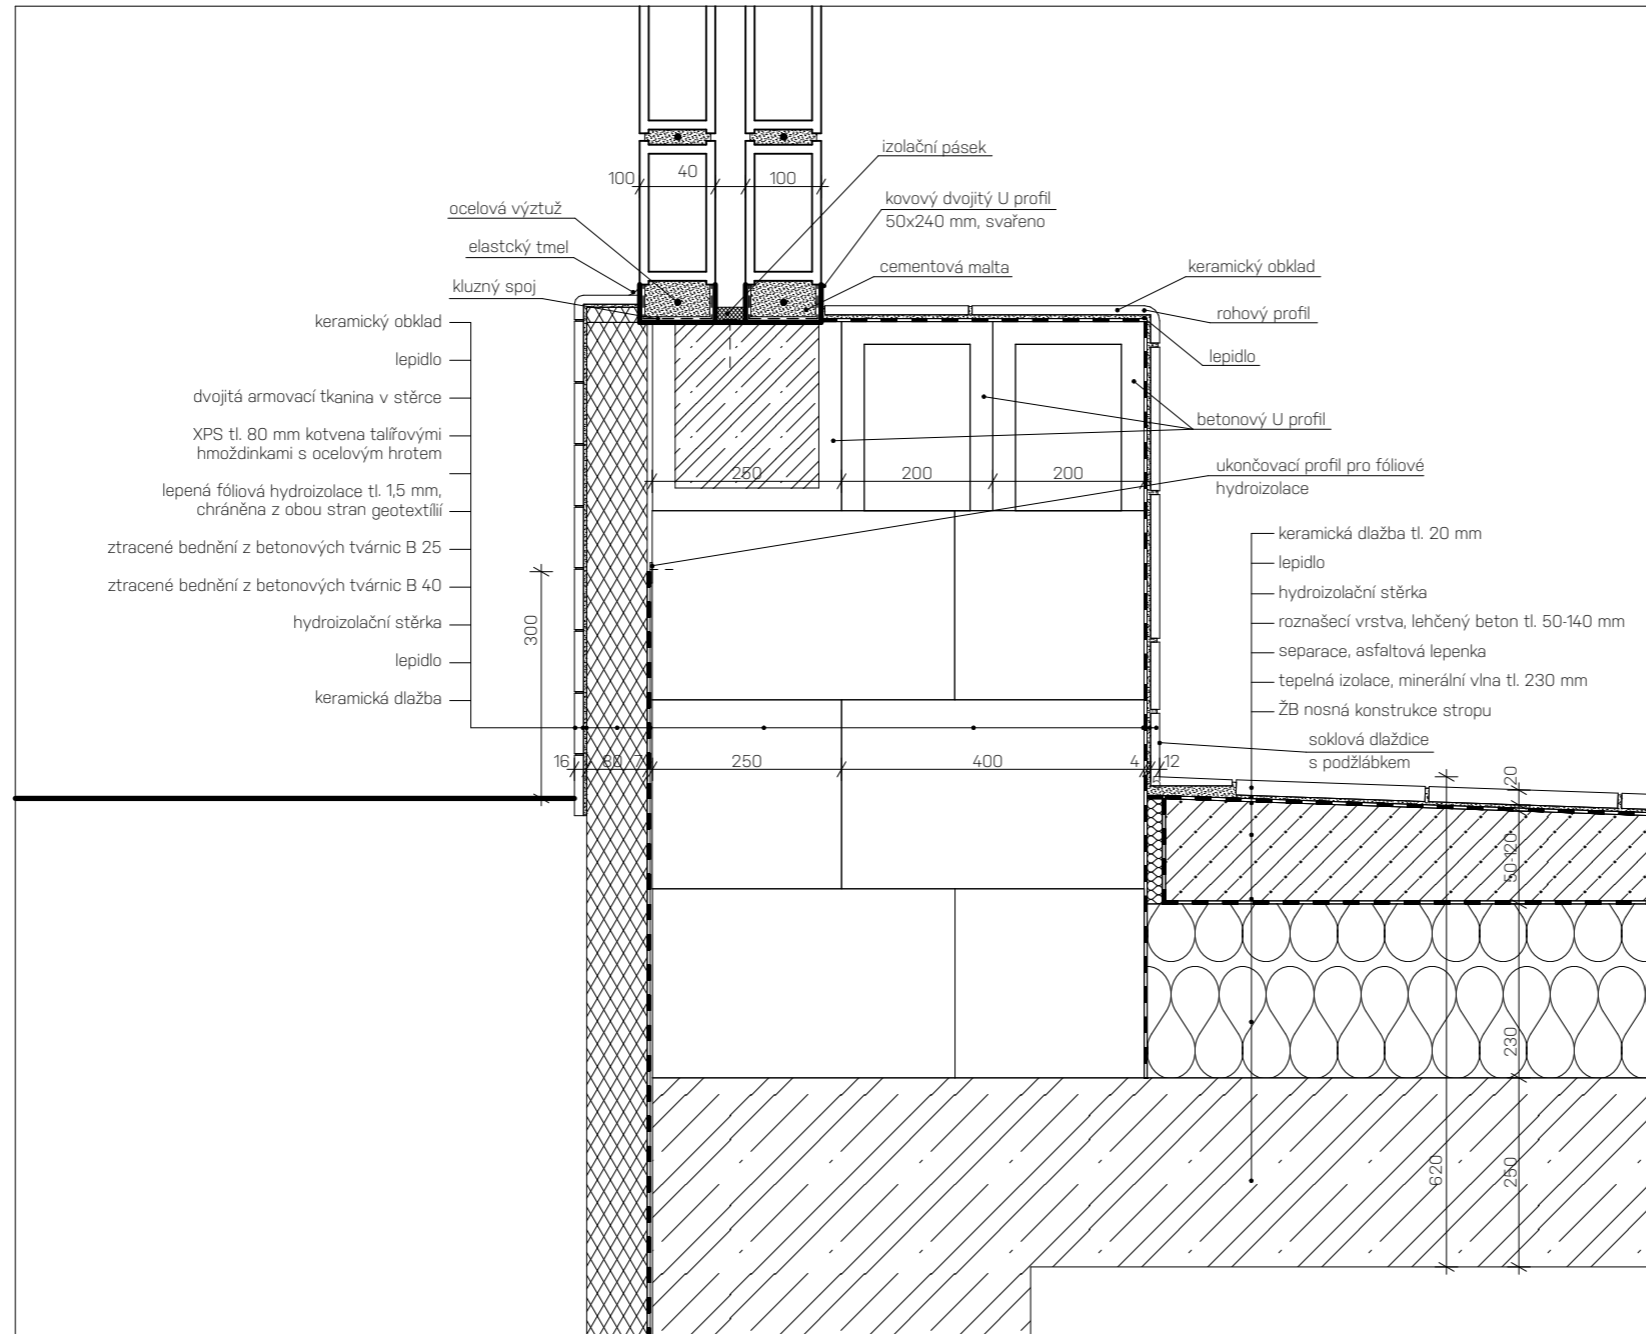 izolační pásek
100
40
100
kovový dvojitý U profil
50x240 mm, svařeno
ocelová výztuž
elastcký tmel
cementová malta
keramický obklad
kluzný spoj
rohový profil
lepidlo
keramický obklad
lepidlo
dvojitá armovací tkanina v stěrce
XPS tl. 80 mm kotvena talířovými
hmoždinkami s ocelovým hrotem
lepená fóliová hydroizolace tl. 1,5 mm,
chráněna z obou stran geotextílií
ztracené bednění z betonových tvárnic B 25
ztracené bednění z betonových tvárnic B 40
hydroizolační stěrka
lepidlo
keramická dlažba
betonový U profil
ukončovací profil pro fóliové
hydroizolace
250
200
200
300
keramická dlažba tl. 20 mm
lepidlo
hydroizolační stěrka
roznašecí vrstva, lehčený beton tl. 50-140 mm
separace, asfaltová lepenka
tepelná izolace, minerální vlna tl. 230 mm
ŽB nosná konstrukce stropu
soklová dlaždice
s podžlábkem
16
80
7
250
400
4
12
20
50-120
230
620
250